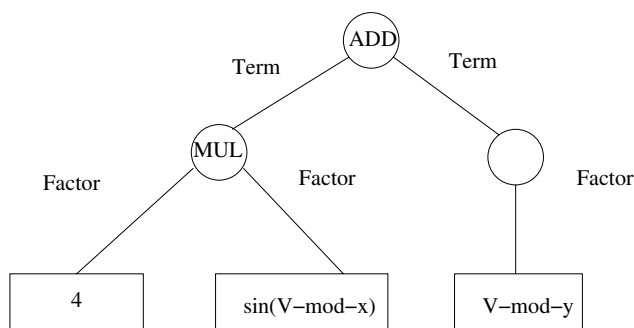 ADD
Term
Term
MUL
Factor
Factor
Factor
4
sin(V−mod−x)
V−mod−y